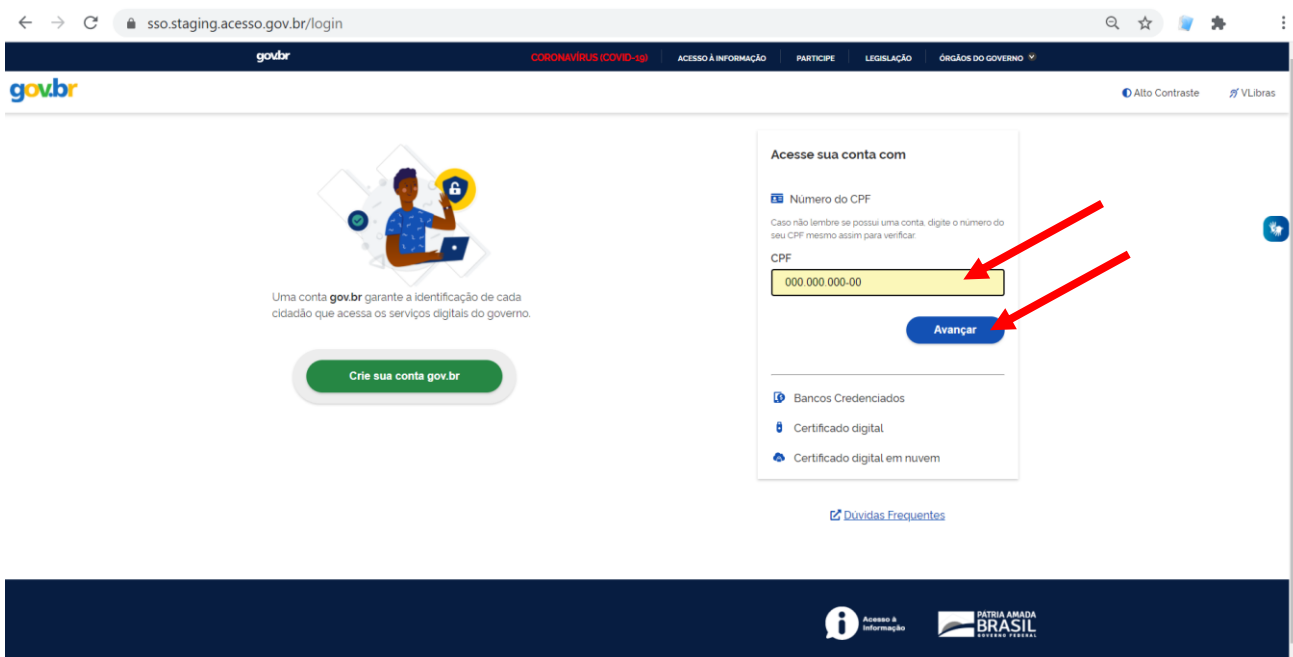 sso.staging.acesso.gov.br/login
gov.br
CORONAVÍRUS (COVID-19)
ACESSO À INFORMAÇÃO
PARTICIPE
LEGISLAÇÃO
ÓRGÃOS DO GOVERNO
gov.br
Alto Contraste
VLibras
Uma conta gov.br garante a identificação de cada
cidadão que acessa os serviços digitais do governo.
Crie sua conta gov.br
Acesse sua conta com
Número do CPF
Caso não lembre se possui uma conta, digite o número do
seu CPF mesmo assim para verificar.
CPF
000.000.000-00
Avançar
Bancos Credenciados
Certificado digital
Certificado digital em nuvem
Dúvidas Frequentes
Acesso à
Informação
PÁTRIA AMADA
BRASIL
GOVERNO FEDERAL